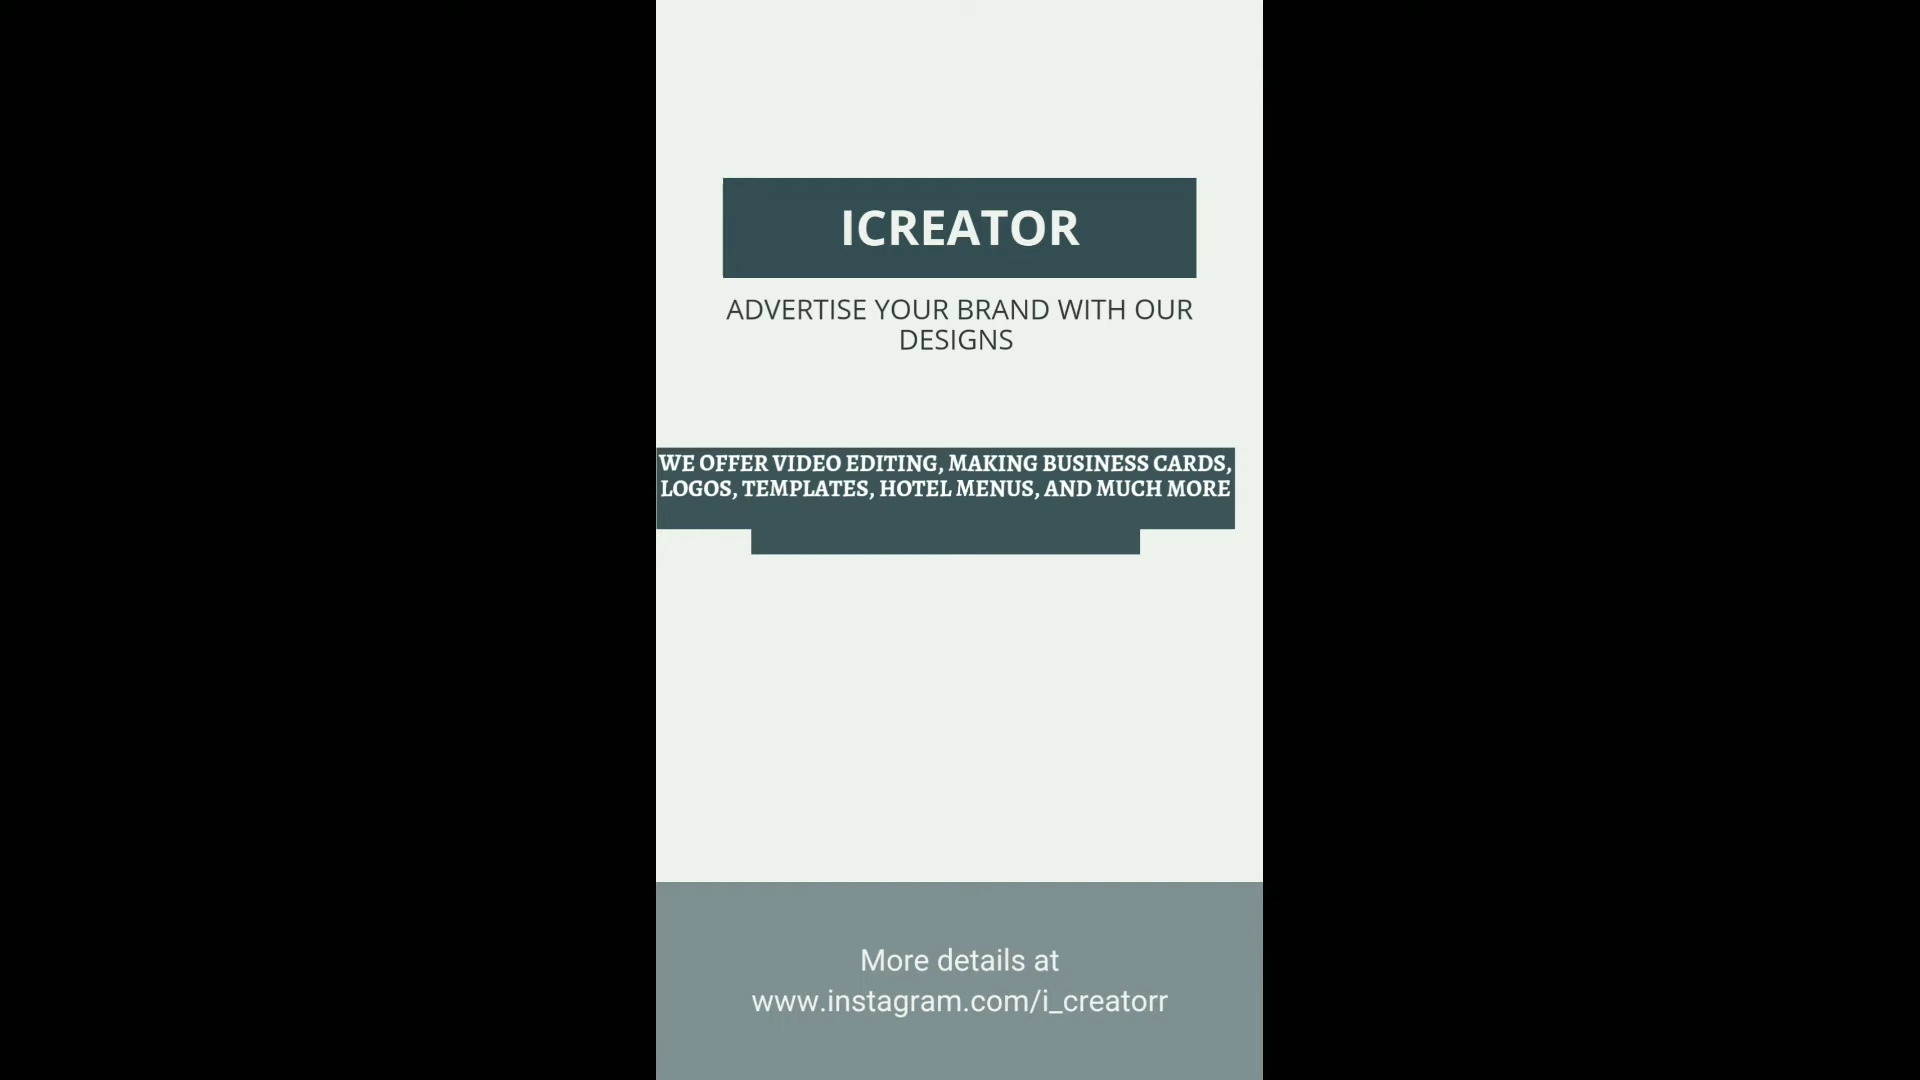 ICREATOR
ADVERTISE YOUR BRAND WITH OUR
DESIGNS
WE OFFER VIDEO EDITING, MAKING BUSINESS CARDS,
LOGOS, TEMPLATES, HOTEL MENUS, AND MUCH MORE
More details at
www.instagram.com/i_creatorr